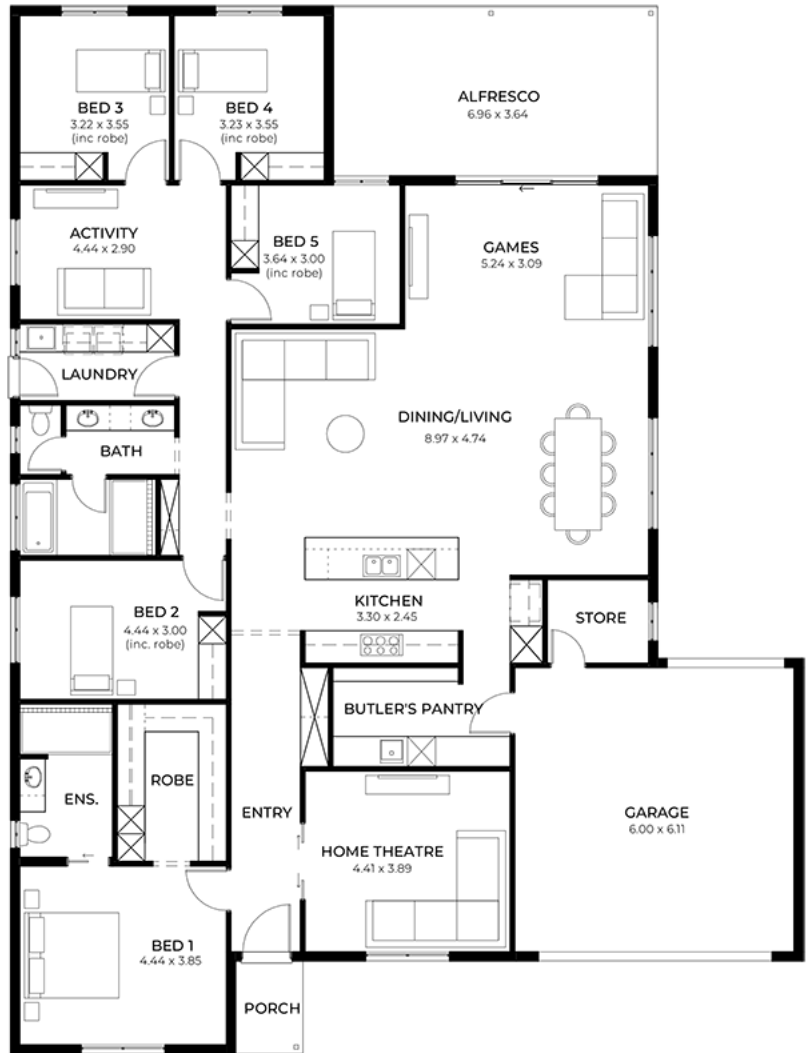 BED 3
3.22 x 3.55
(inc robe)
BED 4
3.23 x 3.55
(inc robe)
ALFRESCO
6.96 x 3.64
ACTIVITY
4.44 x 2.90
BED 5
3.64 x 3.00
(inc robe)
GAMES
5.24 x 3.09
LAUNDRY
DINING/LIVING
8.97 x 4.74
BATH
BED 2
4.44 x 3.00
(inc. robe)
KITCHEN
3.30 x 2.45
STORE
BUTLER'S PANTRY
ROBE
ENS.
ENTRY
HOME THEATRE
4.41 x 3.89
GARAGE
6.00 x 6.11
BED 1
4.44 x 3.85
PORCH